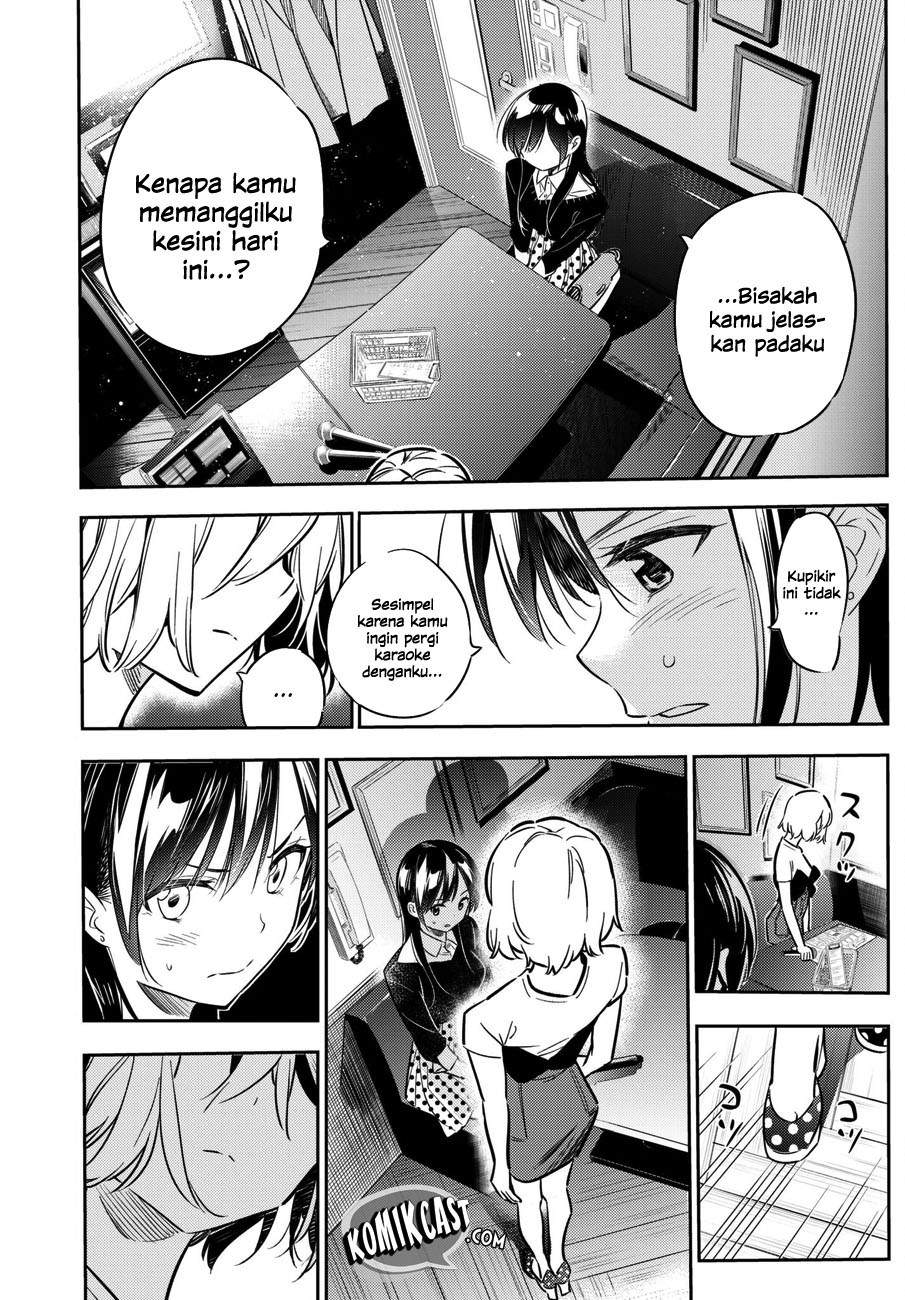 ...Bisakah
kamu jelas-
kan padaku
Kenapa kamu
memanggilku
kesini hari
ini...?
Kupikir
ini tidak
...
Sesimpel
karena kamu
ingin pergi
karaoke
denganku...
...
スクッ
コ
コ
KOMIKCAST
.COM